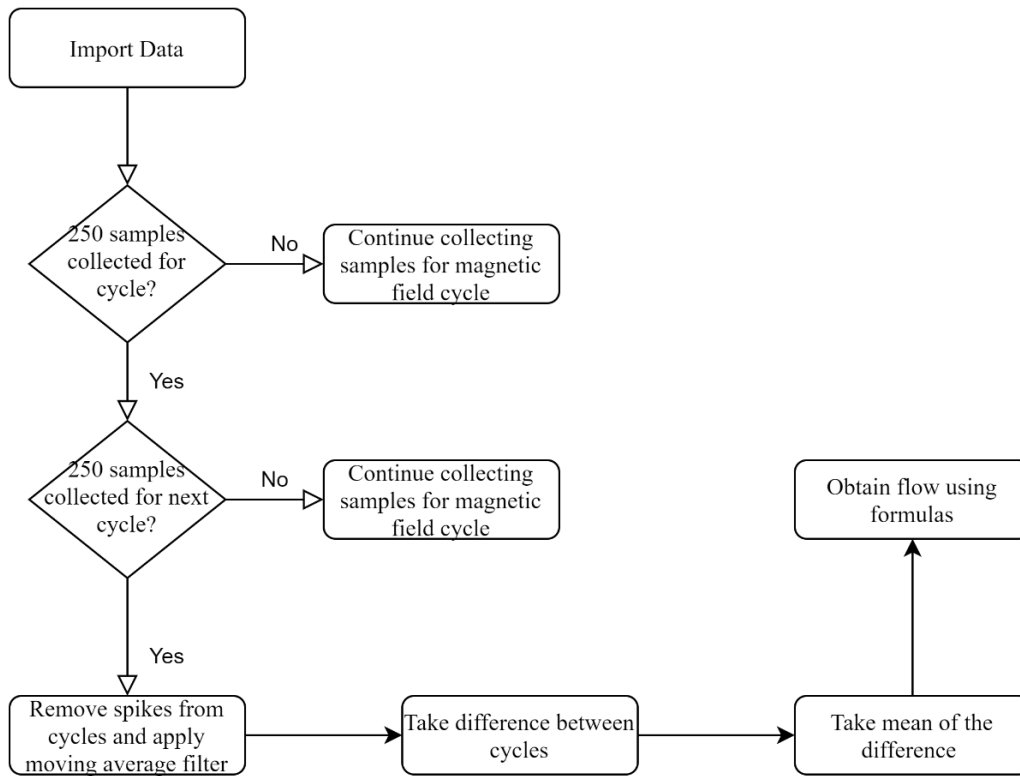 Import Data
250 samples
collected for
cycle?
No
Continue collecting
samples for magnetic
field cycle
Yes
250 samples
collected for next
cycle?
No
Continue collecting
samples for magnetic
field cycle
Obtain flow using
formulas
Yes
Remove spikes from
cycles and apply
moving average filter
Take difference between
cycles
Take mean of the
difference